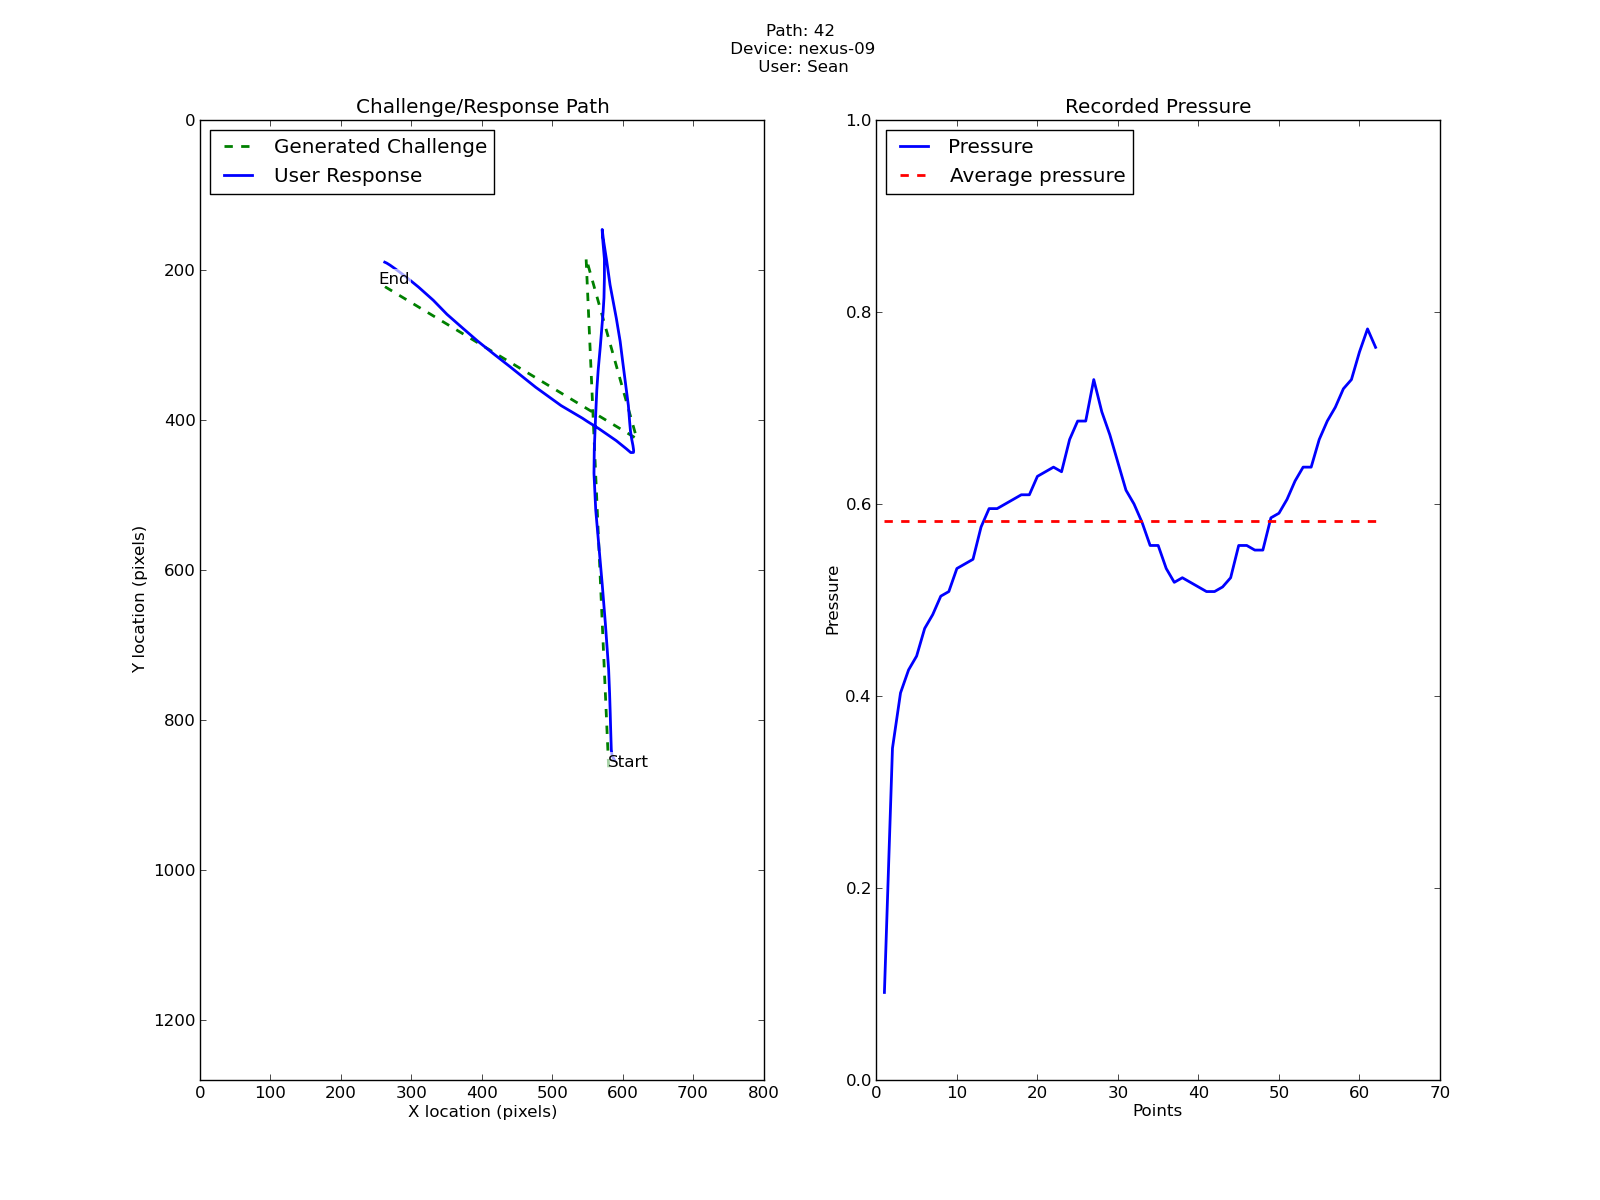 Path: 42
Device: nexus-09
User: Sean
Challenge/Response Path
Generated Challenge
User Response
0
200
400
600
800
1000
1200
Y location (pixels)
End
Start
0 100 200 300 400 500 600 700 800
X location (pixels)
Recorded Pressure
Pressure
Average pressure
1.0
0.8
0.6
0.4
0.2
0.0
Pressure
0 10 20 30 40 50 60 70
Points